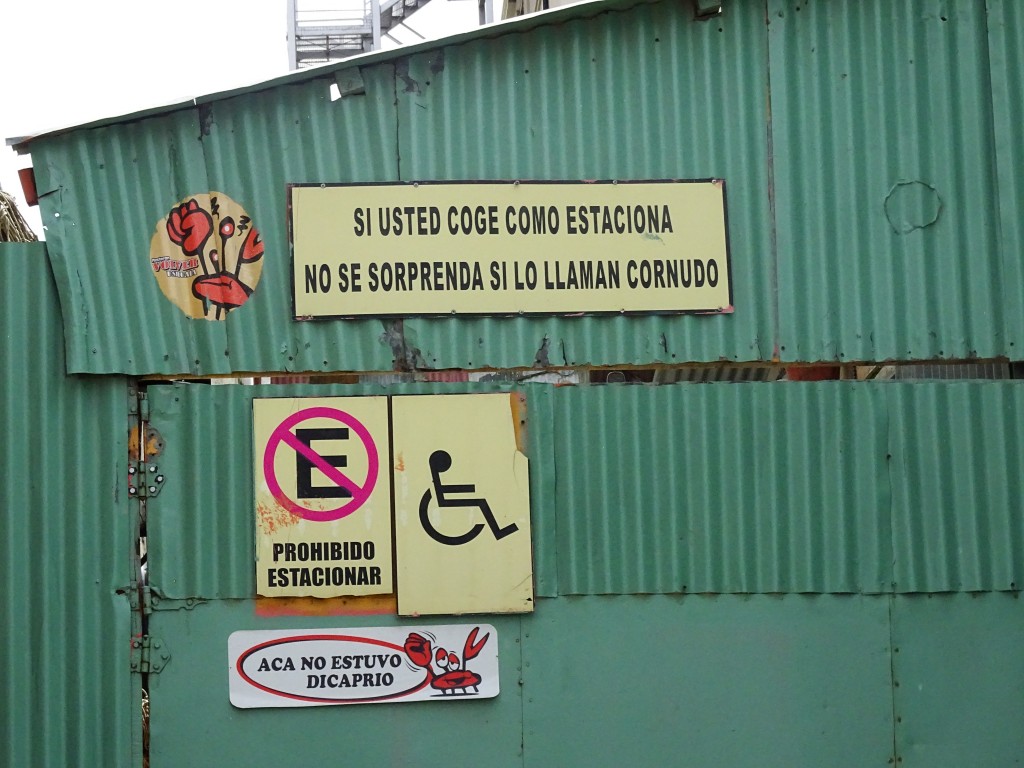 SI USTED COGE COMO ESTACIONA
NO SE SORPRENDA SI LO LLAMAN CORNUDO
E
PROHIBIDO
ESTACIONAR
ACA NO ESTUVO
DICAPRIO